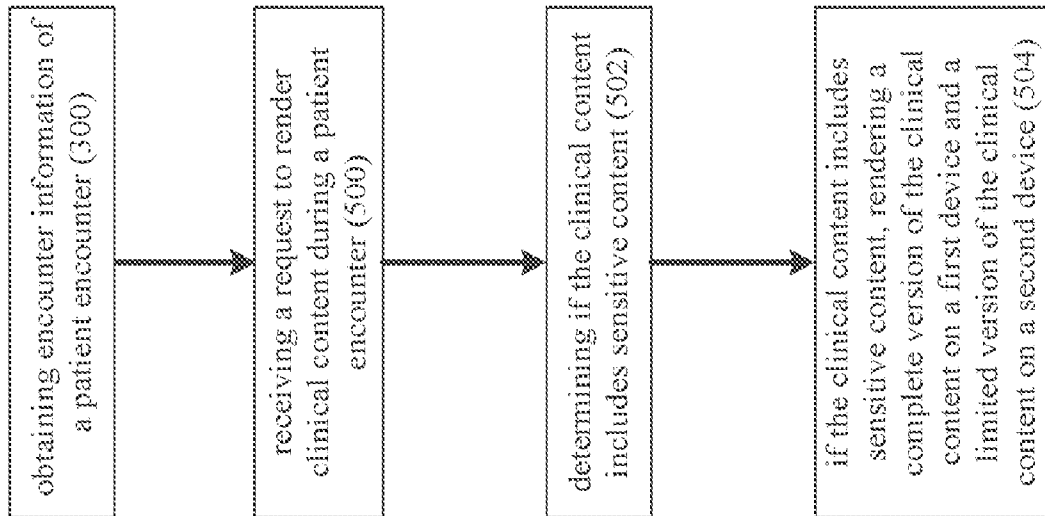 obtaining encounter information of
a patient encounter (300)
receiving a request to render
clinical content during a patient
encounter (500)
determining if the clinical content
includes sensitive content (502)
if the clinical content includes
sensitive content, rendering a
complete version of the clinical
content on a first device and a
limited version of the clinical
content on a second device (504)